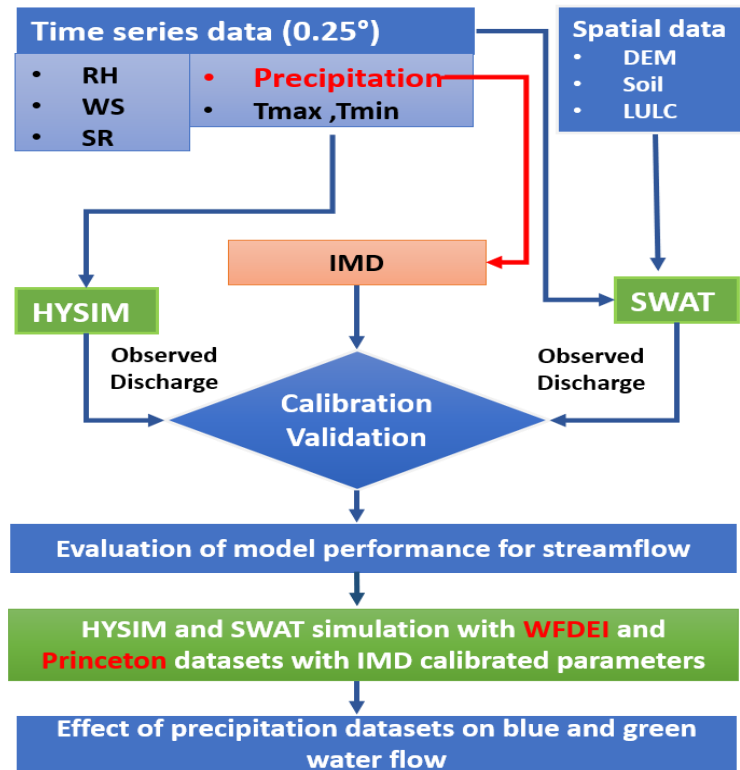 Time series data (0.25°)
• RH
• WS
• SR
• Precipitation
• Tmax ,Tmin
Spatial data
• DEM
• Soil
• LULC
IMD
HYSIM
SWAT
Observed
Discharge
Observed
Discharge
Calibration
Validation
Evaluation of model performance for streamflow
HYSIM and SWAT simulation with WFDEI and
Princeton datasets with IMD calibrated parameters
Effect of precipitation datasets on blue and green
water flow